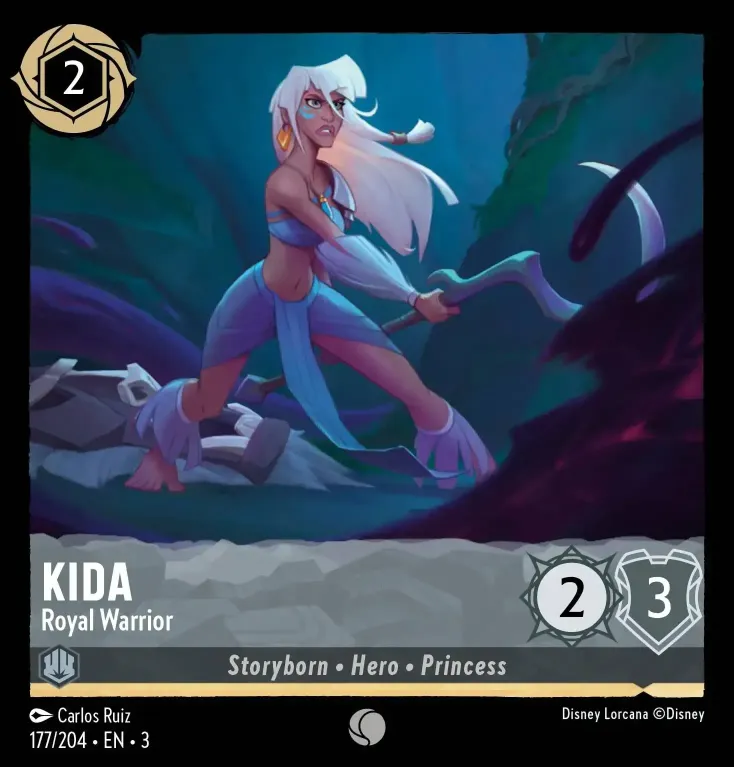 2
KIDA
Royal Warrior
2
3
Storyborn • Hero • Princess
Carlos Ruiz
Disney Lorcana ©Disney
177/204 • EN • 3